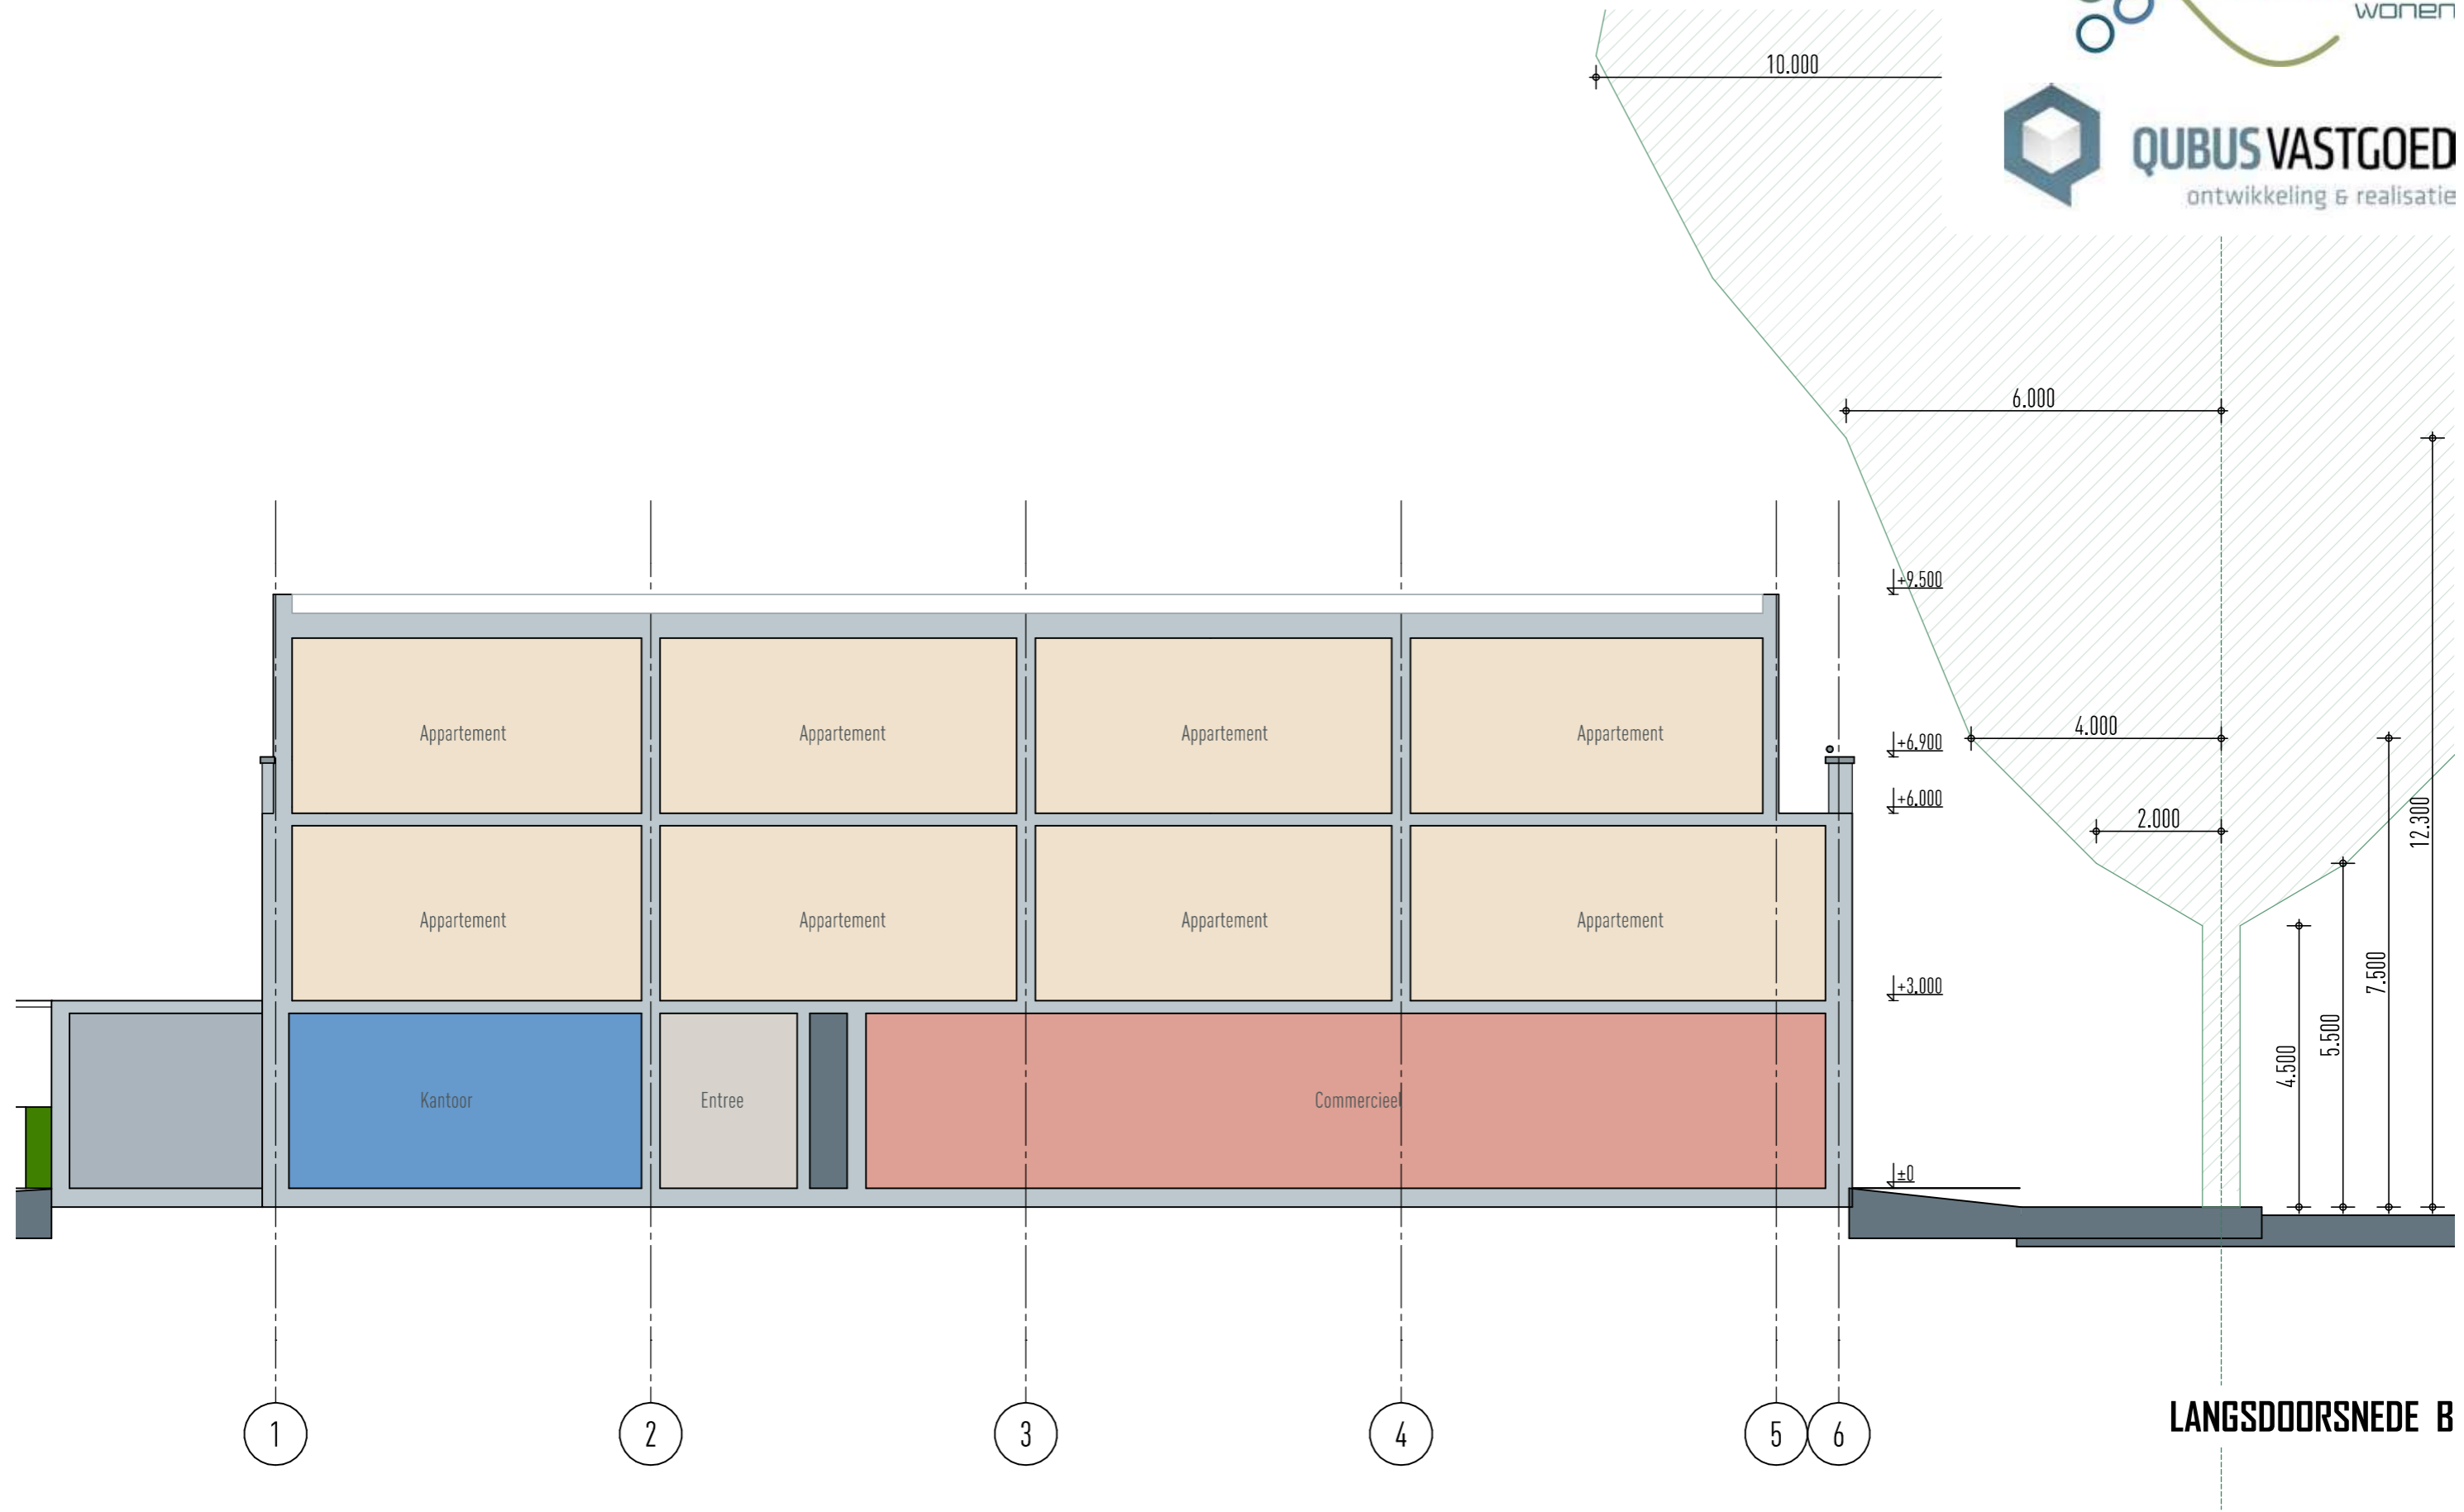 wonen
10.000
QUBUS VASTGOED
ontwikkeling & realisatie
6.000
+9.500
Appartement Appartement Appartement Appartement
+6.900
4.000
+6.000
2.000
12.300
Appartement Appartement Appartement Appartement
+3.000
7.500
5.500
4.500
Kantoor Entree Commercieel
±0
1 2 3 4 5 6
LANGSDOORSNEDE B